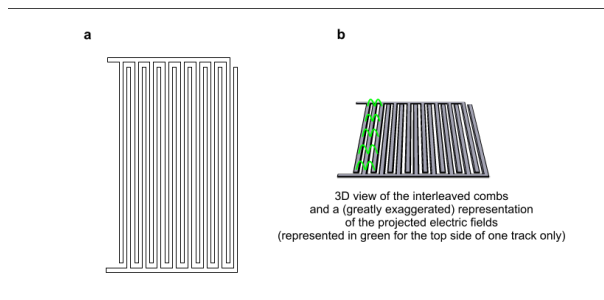 a
b
3D view of the interleaved combs
and a (greatly exaggerated) representation
of the projected electric fields
(represented in green for the top side of one track only)